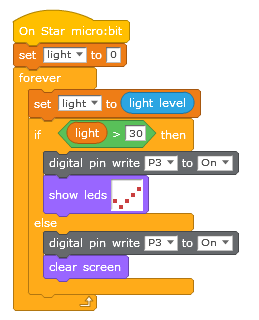 On Star micro:bit
set light to 0
forever
set light to light level
if light > 30 then
digital pin write P3 to On
show leds
else
digital pin write P3 to On
clear screen